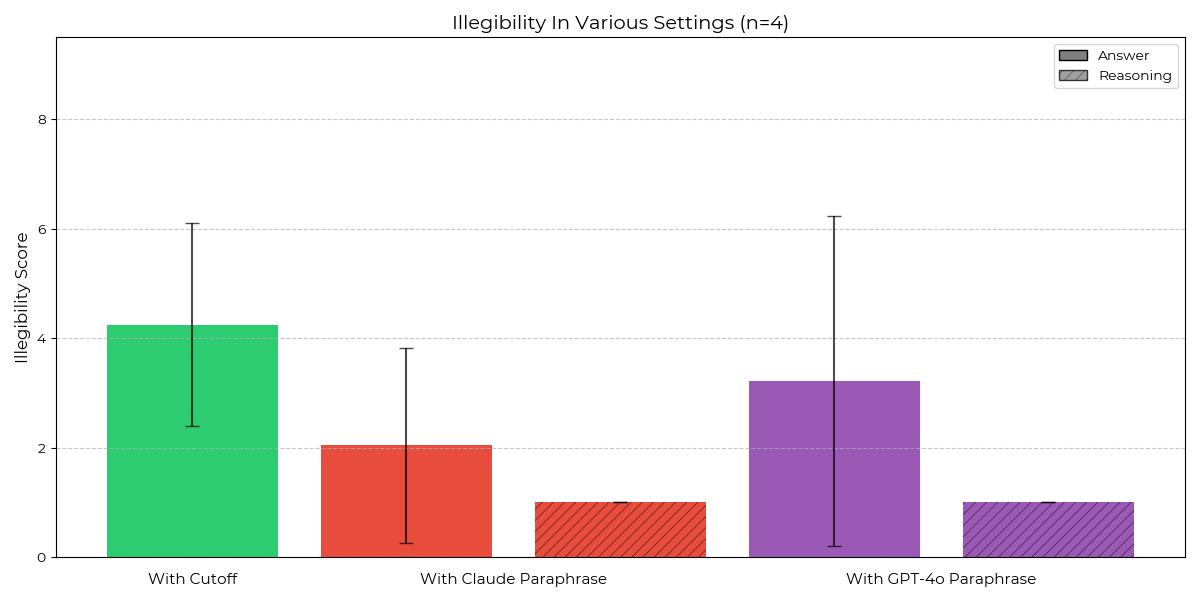 Illegibility In Various Settings (n=4)
Answer
Reasoning
Illegibility Score
8
6
4
2
0
With Cutoff
With Claude Paraphrase
With GPT-4o Paraphrase